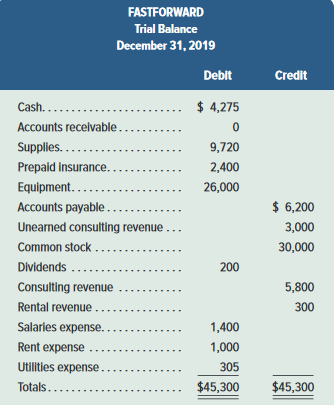 FASTFORWARD
Trial Balance
December 31, 2019
Debit Credit
Cash....................... $ 4,275
Accounts receivable........... 0
Supplies..................... 9,720
Prepaid insurance............. 2,400
Equipment................... 26,000
Accounts payable.............. $ 6,200
Unearned consulting revenue ... 3,000
Common stock ................ 30,000
Dividends .................... 200
Consulting revenue ........... 5,800
Rental revenue ................ 300
Salaries expense.............. 1,400
Rent expense ................ 1,000
Utilities expense.............. 305
Totals....................... $45,300 $45,300